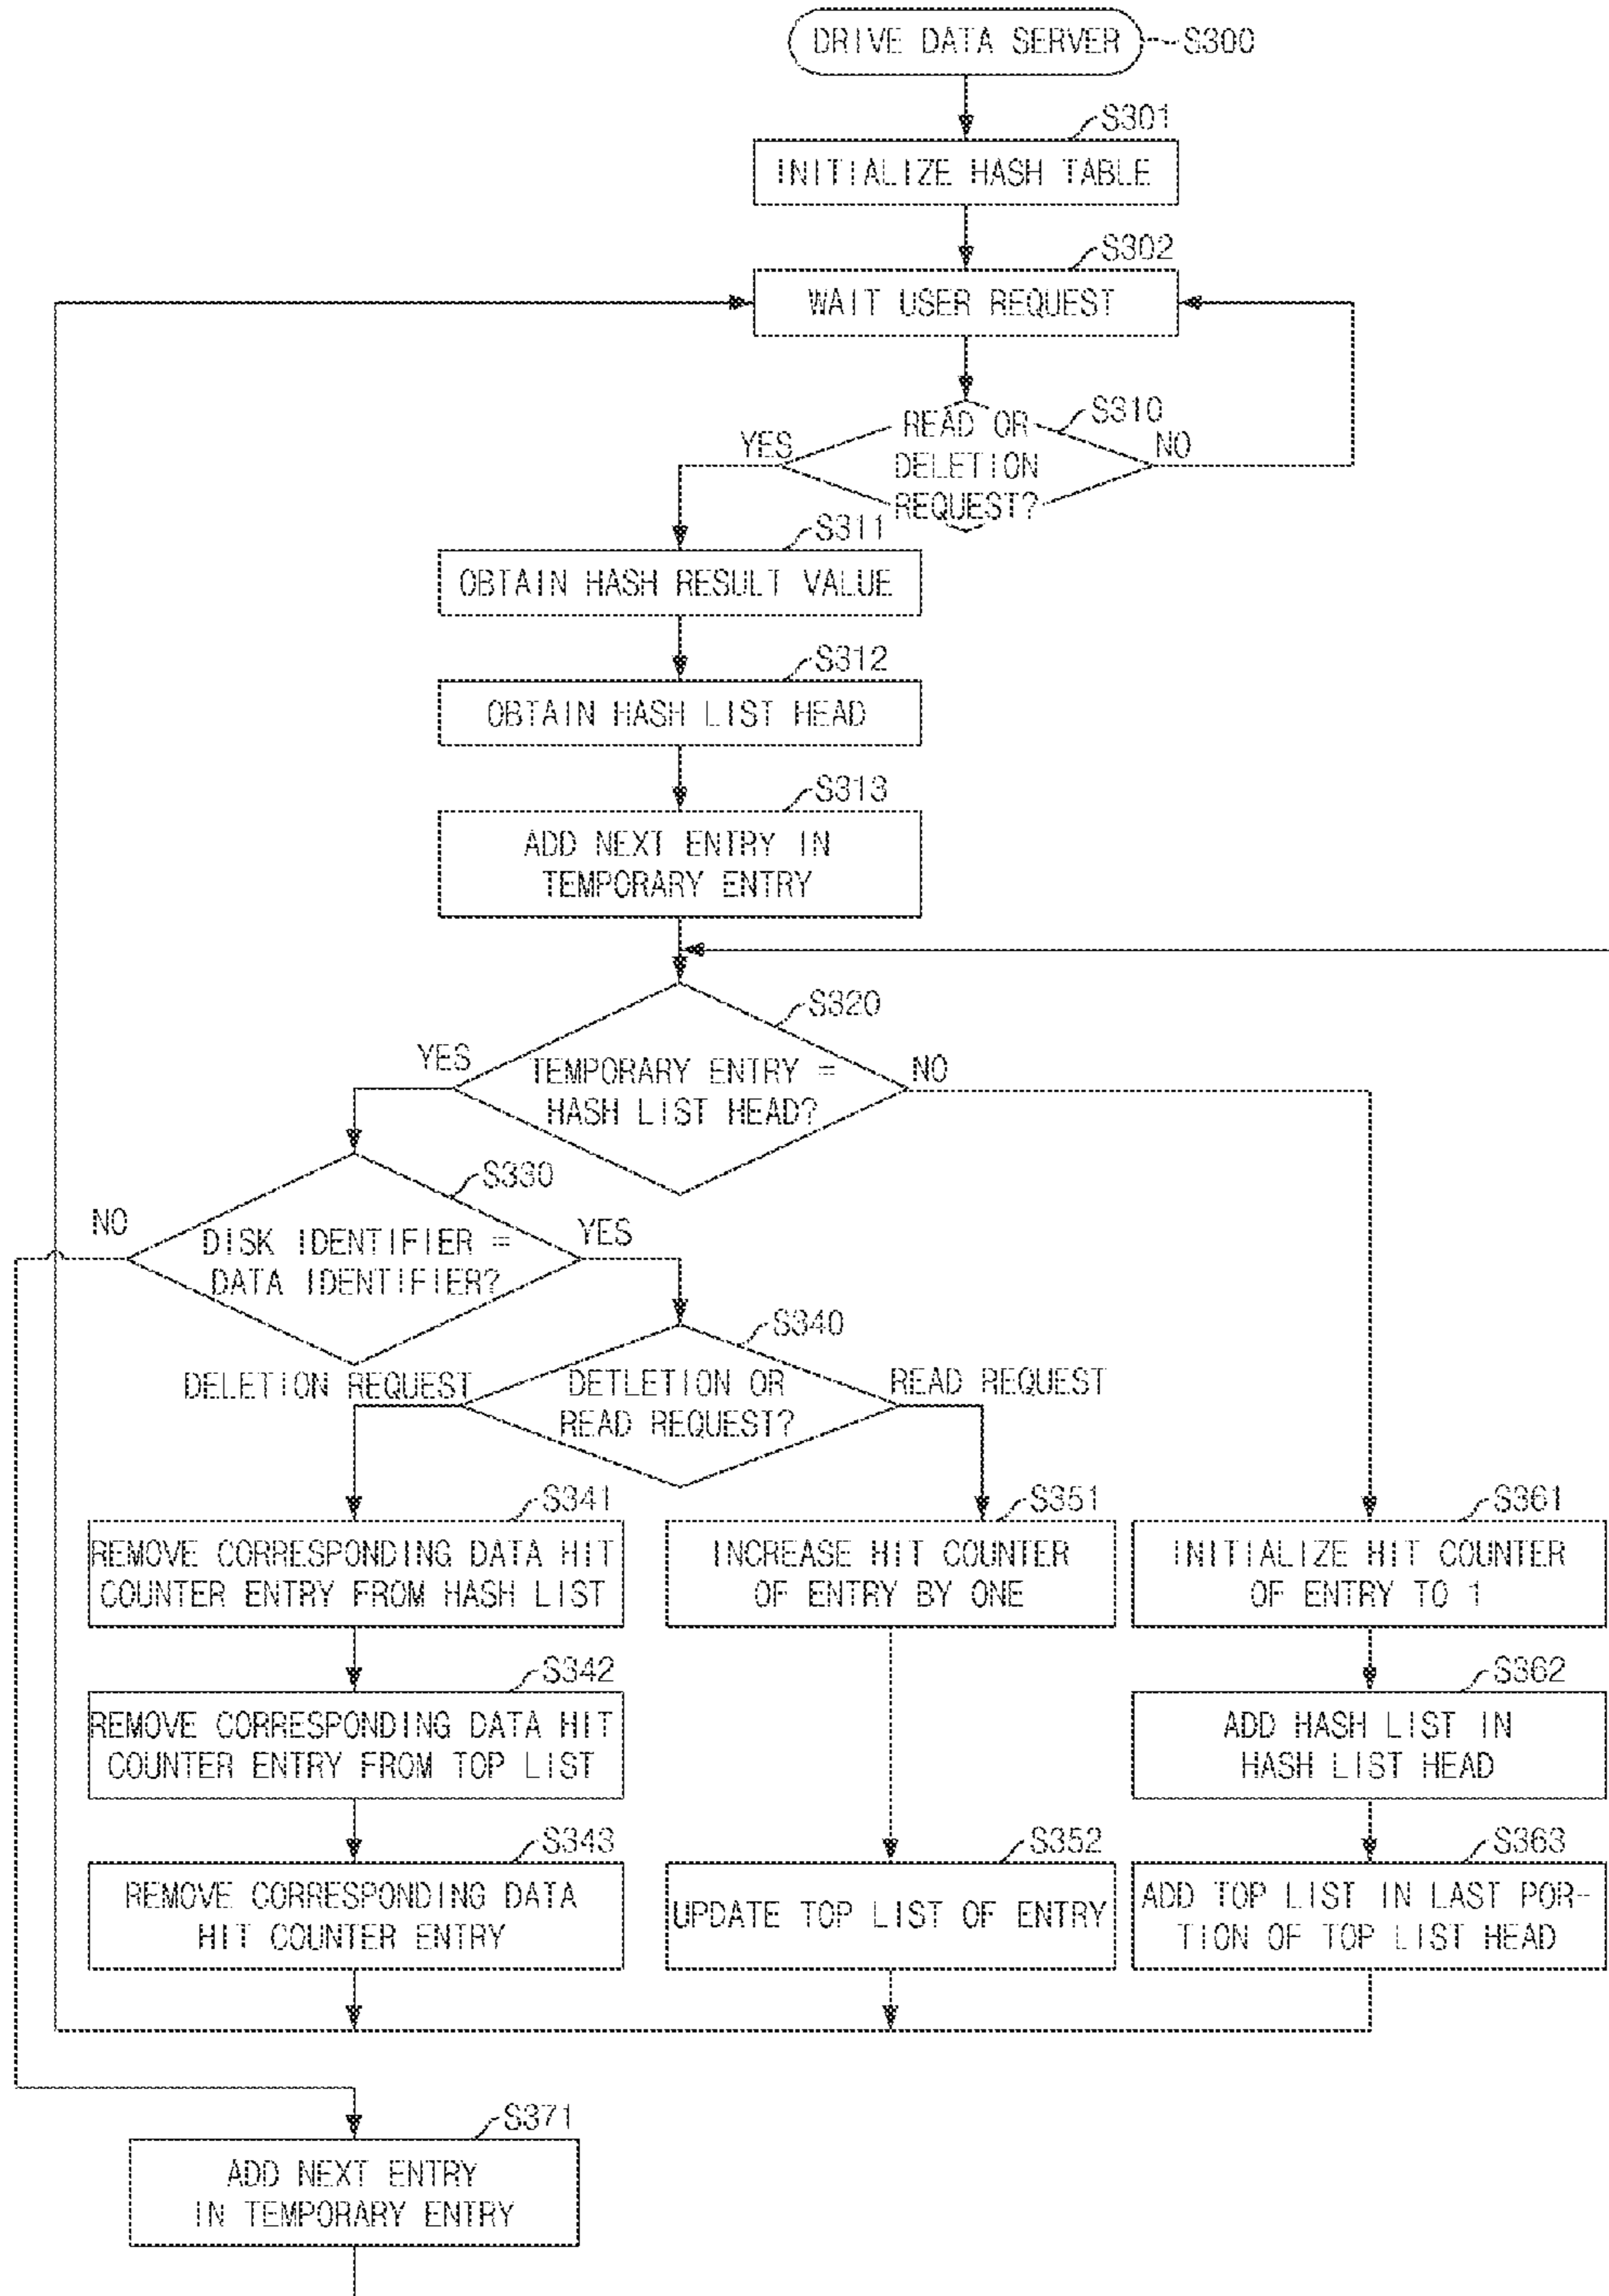 DRIVE DATA SERVER
S300
S301
INITIALIZE HASH TABLE
S302
WAIT USER REQUEST
S310
READ OR
DELETION
REQUEST?
YES
NO
S311
OBTAIN HASH RESULT VALUE
S312
OBTAIN HASH LIST HEAD
S313
ADD NEXT ENTRY IN
TEMPORARY ENTRY
S320
YES
TEMPORARY ENTRY =
HASH LIST HEAD?
NO
S330
NO
DISK IDENTIFIER =
DATA IDENTIFIER?
YES
S340
DELETION REQUEST
DETLETION OR
READ REQUEST?
READ REQUEST
S341
REMOVE CORRESPONDING DATA HIT
COUNTER ENTRY FROM HASH LIST
S351
INCREASE HIT COUNTER
OF ENTRY BY ONE
S361
INITIALIZE HIT COUNTER
OF ENTRY TO 1
S342
REMOVE CORRESPONDING DATA HIT
COUNTER ENTRY FROM TOP LIST
S362
ADD HASH LIST IN
HASH LIST HEAD
S343
REMOVE CORRESPONDING DATA
HIT COUNTER ENTRY
S352
UPDATE TOP LIST OF ENTRY
S363
ADD TOP LIST IN LAST POR-
TION OF TOP LIST HEAD
S371
ADD NEXT ENTRY
IN TEMPORARY ENTRY